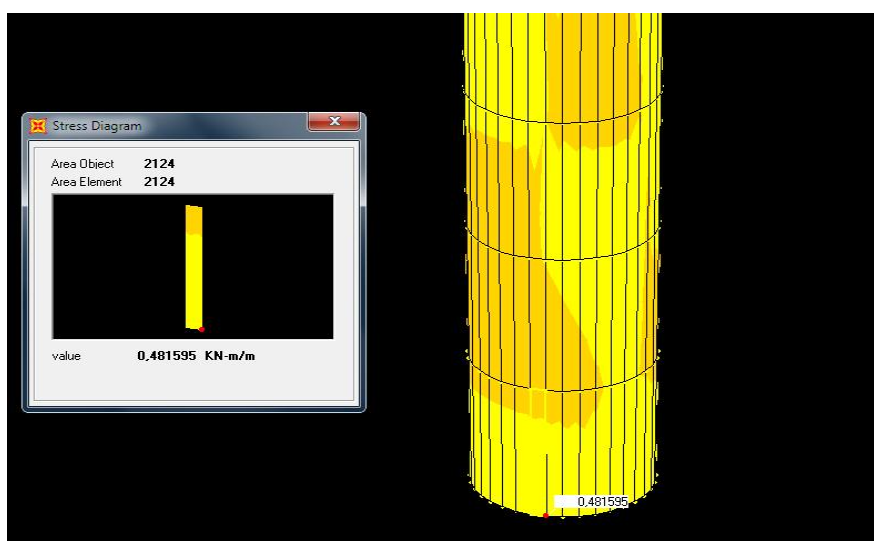 Stress Diagram
Area Object 2124
Area Element 2124
value 0,481595 KN-m/m
0,481595